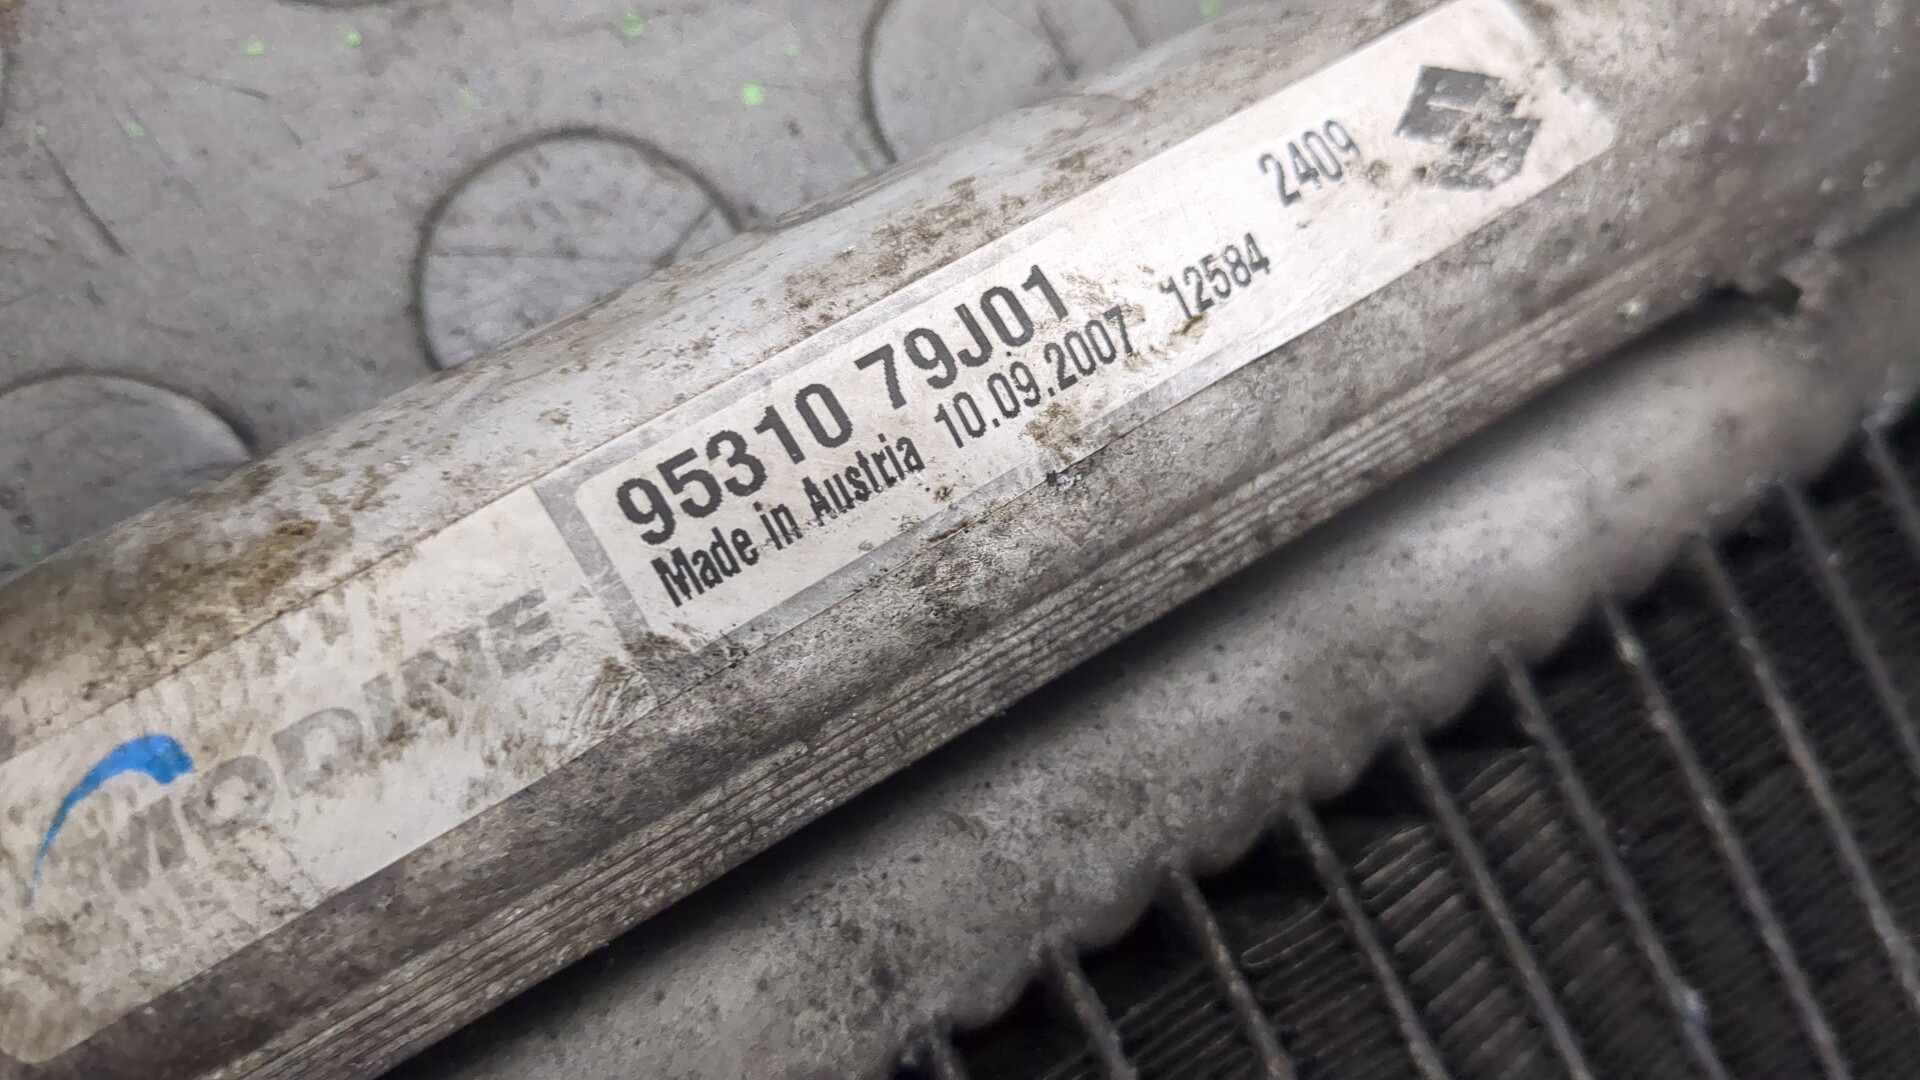 MODINE
95310 79J01
Made in Austria 10.09.2007 12584 2409